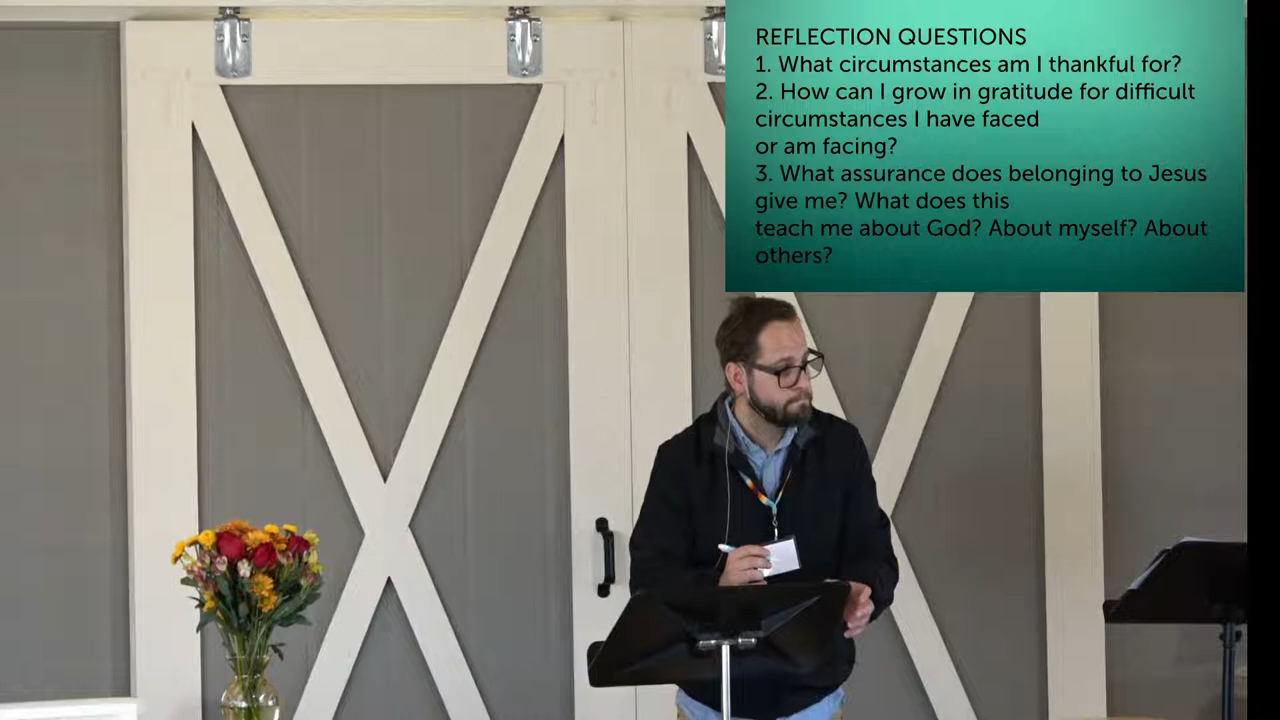 REFLECTION QUESTIONS
1. What circumstances am I thankful for?
2. How can I grow in gratitude for difficult
circumstances I have faced
or am facing?
3. What assurance does belonging to Jesus
give me? What does this
teach me about God? About myself? About
others?